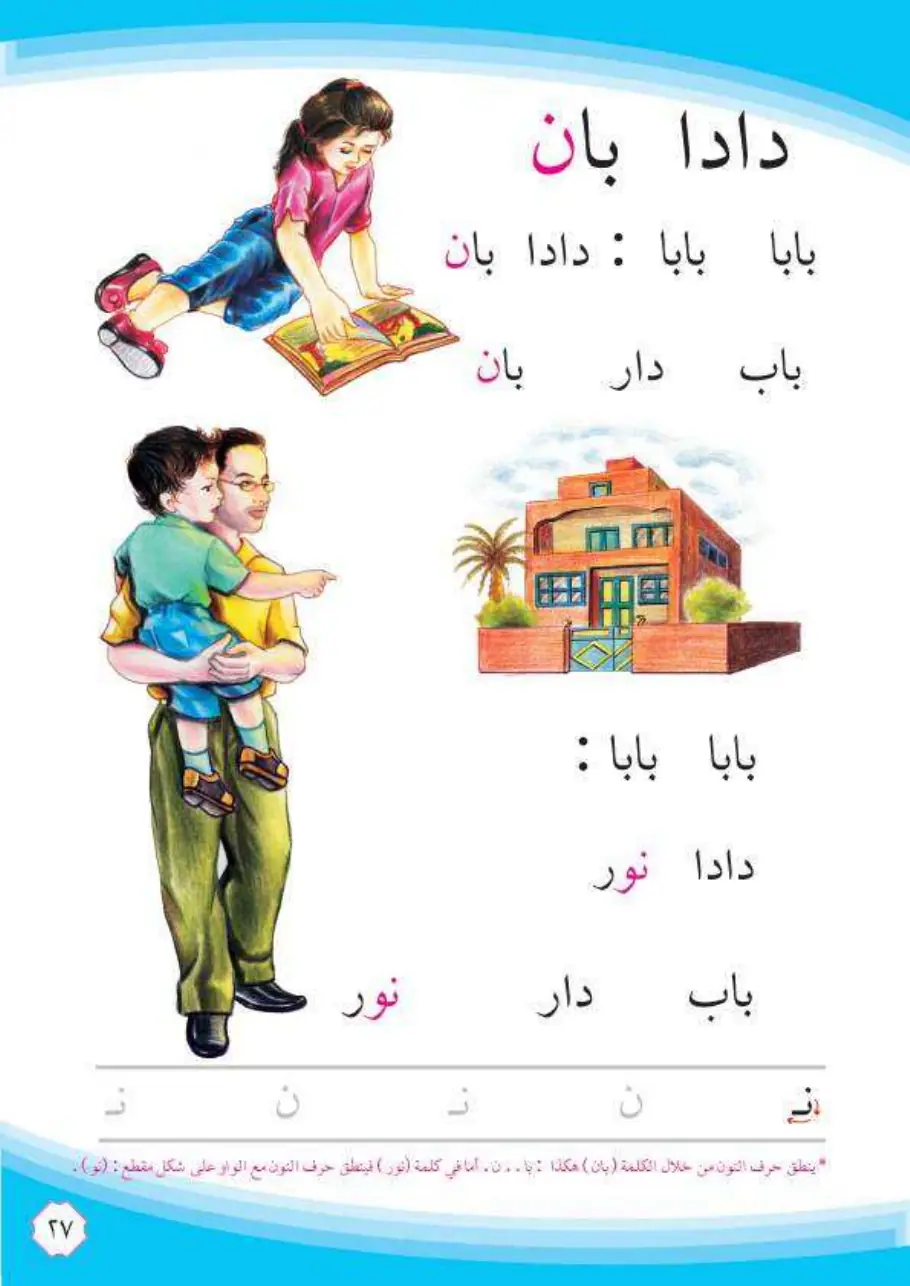 دادا بان
بابا بابا : دادا بان
باب دار بان
بابا بابا :
دادا نور
باب دار نور
نـ ن نـ ن نـ
* ينطق حرف النون من خلال الكلمة (بان) هكذا : با . . ن . أما في كلمة (نور) فينطق حرف النون مع الواو على شكل مقطع : (نو) .
٢٧